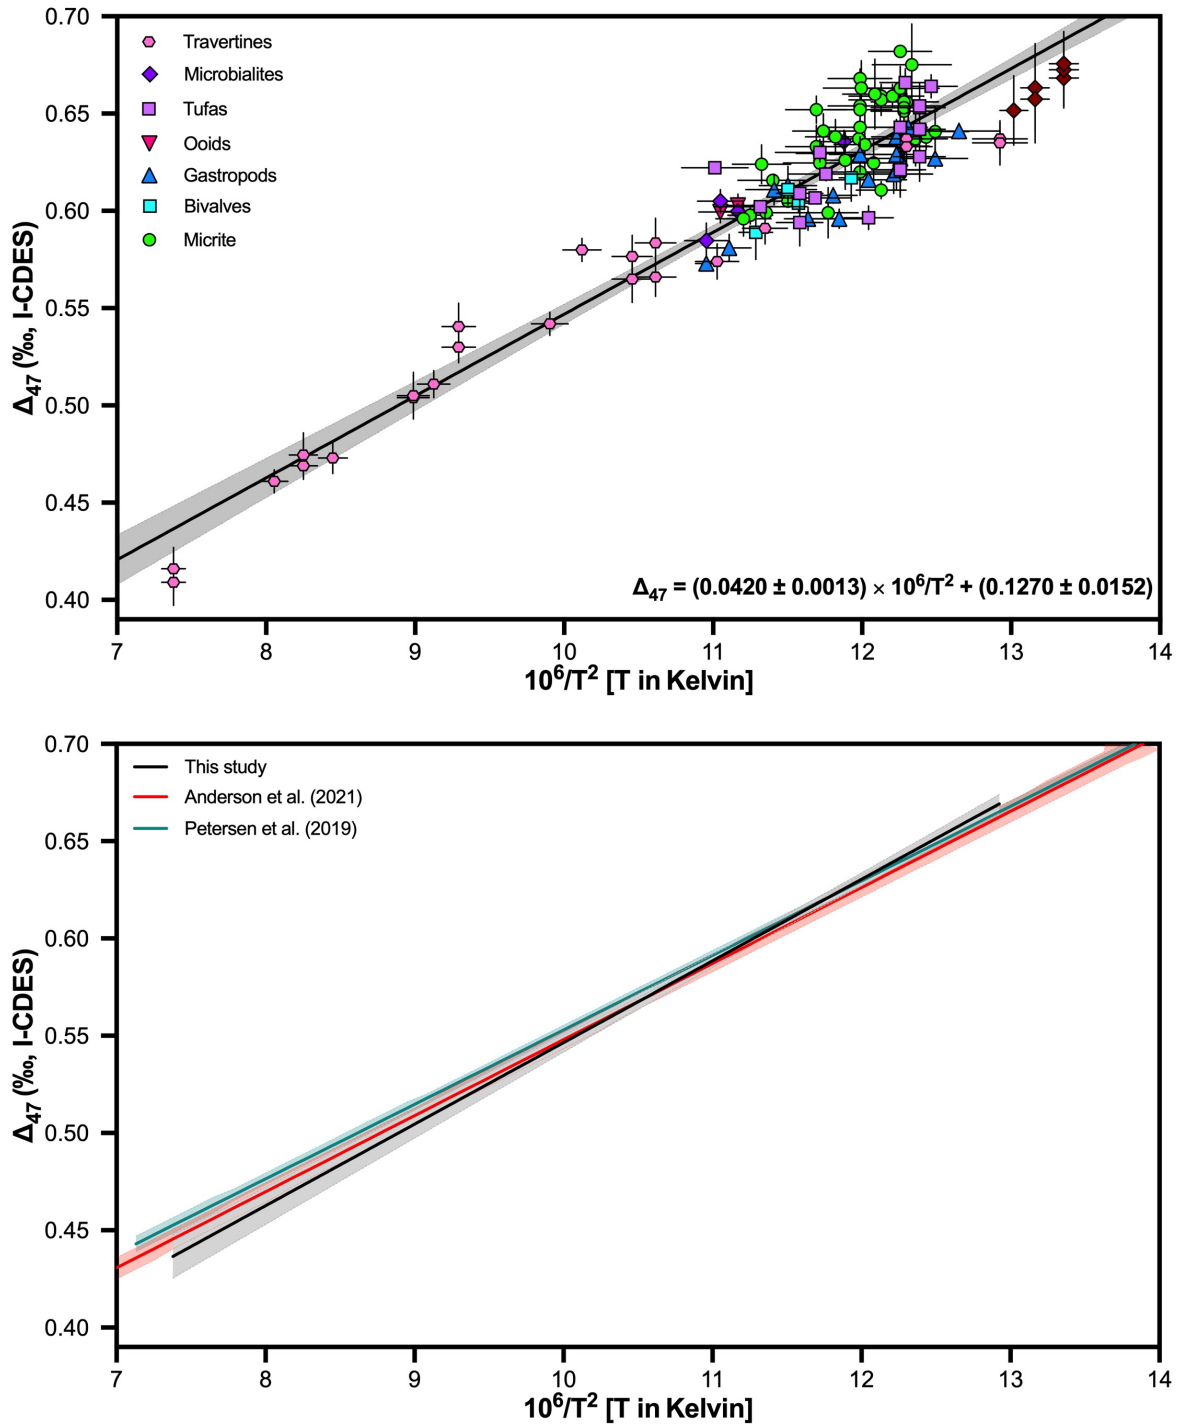 0.70
0.65
0.60
0.55
0.50
0.45
0.40
Δ47 (‰, I-CDES)
Travertines
Microbialites
Tufas
Ooids
Gastropods
Bivalves
Micrite
Δ47 = (0.0420 ± 0.0013) × 10⁶/T² + (0.1270 ± 0.0152)
7 8 9 10 11 12 13 14
10⁶/T² [T in Kelvin]
0.70
0.65
0.60
0.55
0.50
0.45
0.40
Δ47 (‰, I-CDES)
This study
Anderson et al. (2021)
Petersen et al. (2019)
7 8 9 10 11 12 13 14
10⁶/T² [T in Kelvin]